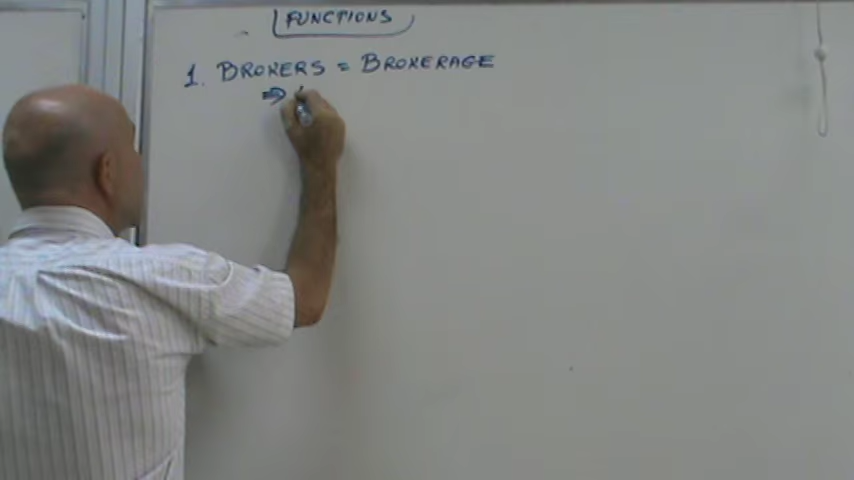 FUNCTIONS
1. BROKERS = BROKERAGE
⇒